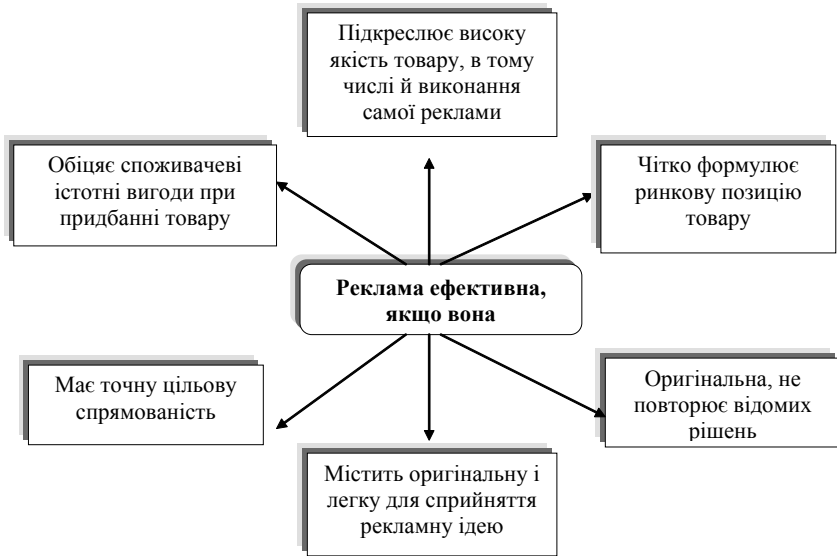 Підкреслює високу
якість товару, в тому
числі й виконання
самої реклами
Обіцяє споживачеві
істотні вигоди при
придбанні товару
Чітко формулює
ринкову позицію
товару
Реклама ефективна,
якщо вона
Має точну цільову
спрямованість
Оригінальна, не
повторює відомих
рішень
Містить оригінальну і
легку для сприйняття
рекламну ідею